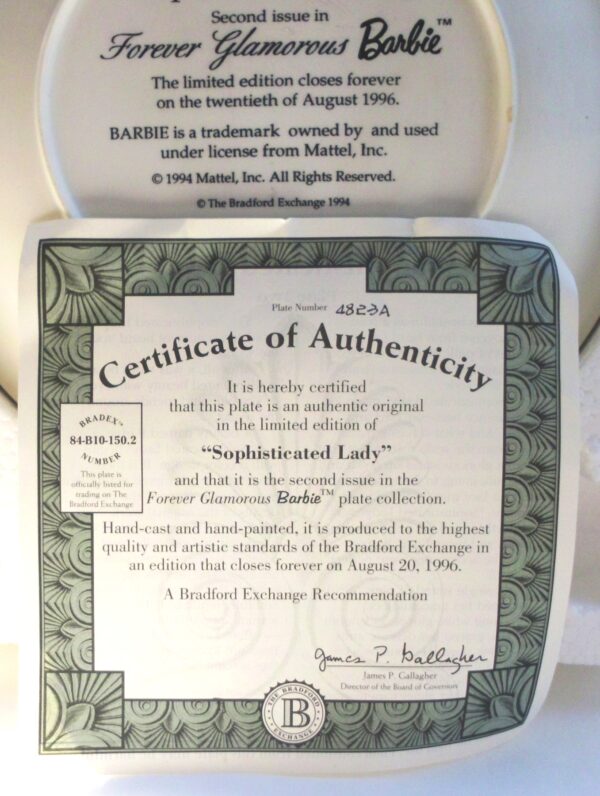 Second issue in
Forever Glamorous Barbie™
The limited edition closes forever
on the twentieth of August 1996.
BARBIE is a trademark owned by and used
under license from Mattel, Inc.
© 1994 Mattel, Inc. All Rights Reserved.
© The Bradford Exchange 1994
Plate Number 4823A
Certificate of Authenticity
It is hereby certified
that this plate is an authentic original
in the limited edition of
“Sophisticated Lady”
and that it is the second issue in the
Forever Glamorous Barbie™ plate collection.
BRADEX™
84-B10-150.2
NUMBER
This plate is
officially listed for
trading on The
Bradford Exchange
Hand-cast and hand-painted, it is produced to the highest
quality and artistic standards of the Bradford Exchange in
an edition that closes forever on August 20, 1996.
A Bradford Exchange Recommendation
James P. Gallagher
James P. Gallagher
Director of the Board of Governors
THE BRADFORD
B
EXCHANGE